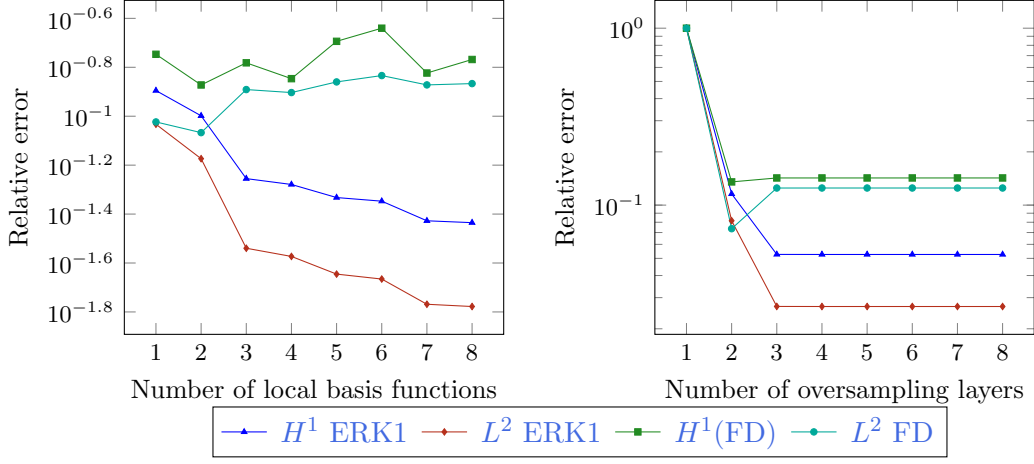 10^−0.6
10^−0.8
10^−1
10^−1.2
10^−1.4
10^−1.6
10^−1.8
Relative error
1 2 3 4 5 6 7 8
Number of local basis functions
10^0
10^−1
Relative error
1 2 3 4 5 6 7 8
Number of oversampling layers
H^1 ERK1 L^2 ERK1 H^1(FD) L^2 FD